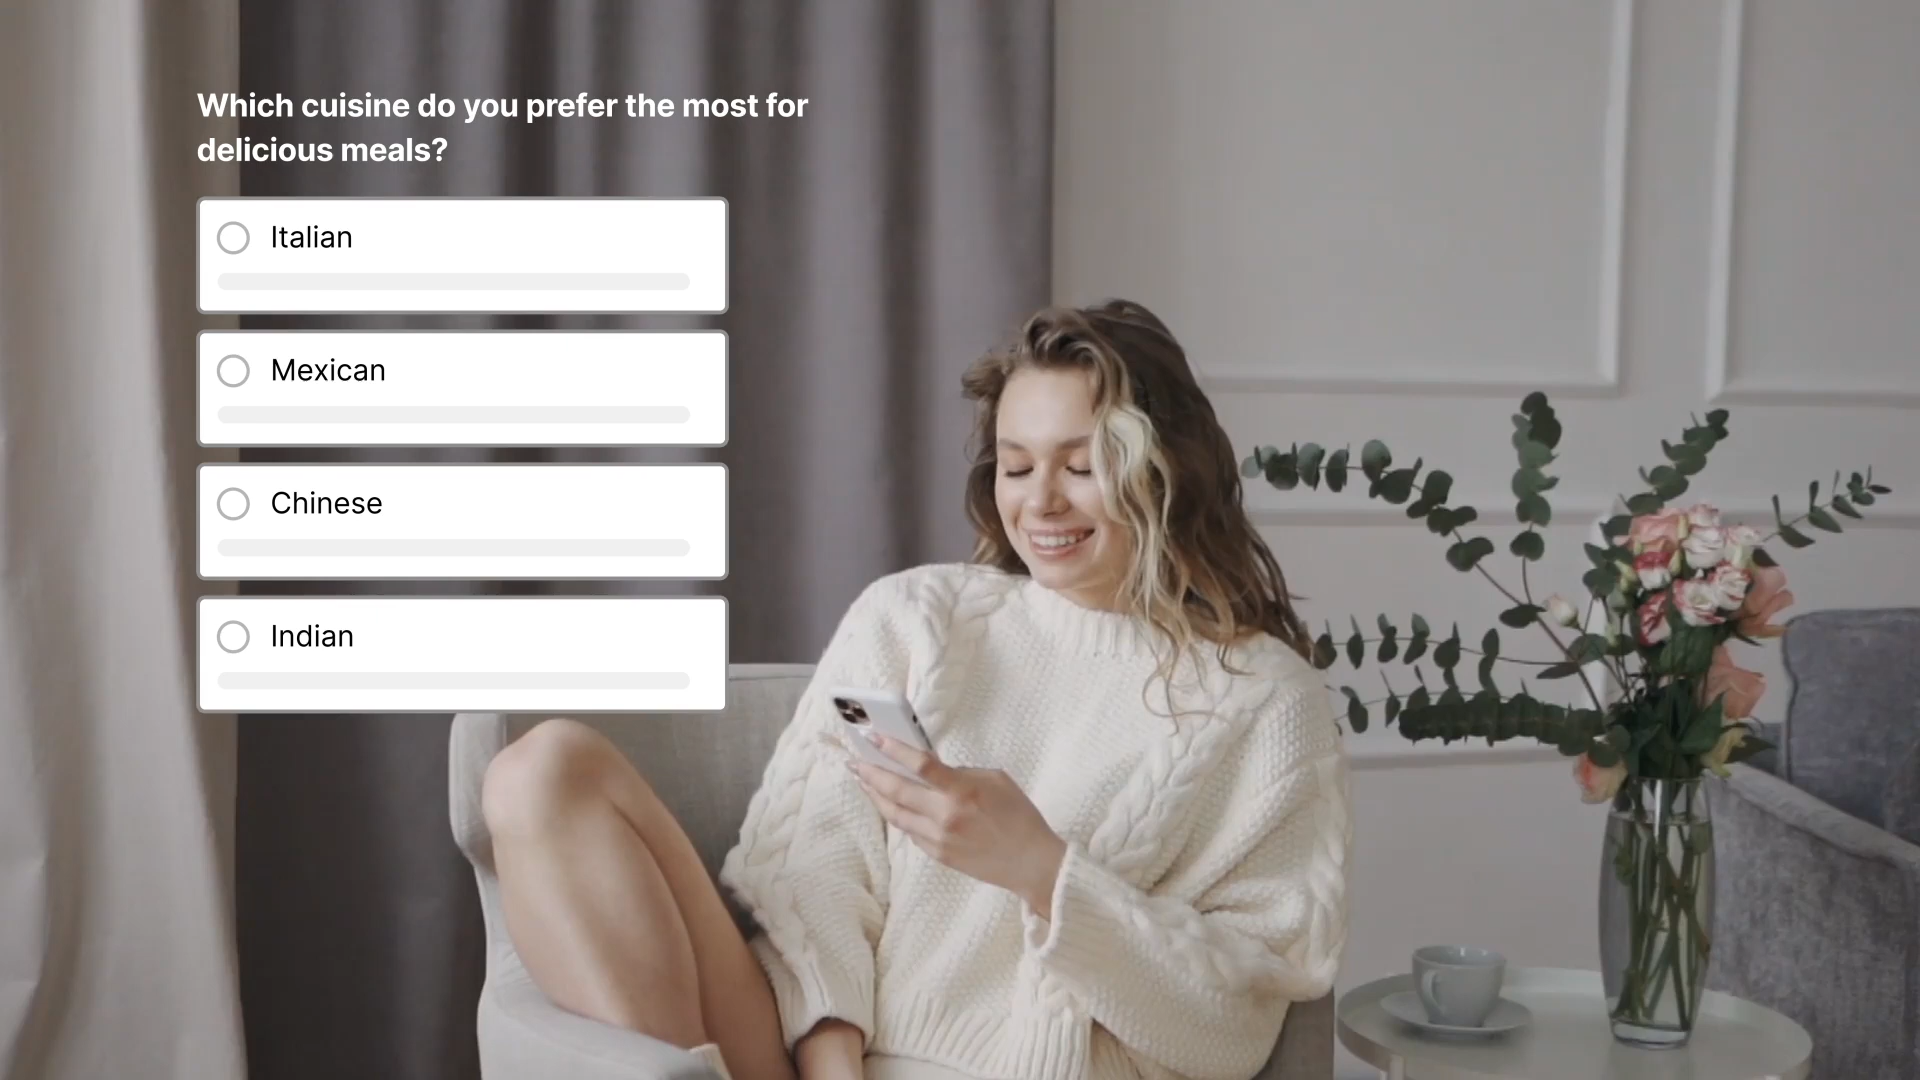 Which cuisine do you prefer the most for
delicious meals?
Italian
Mexican
Chinese
Indian